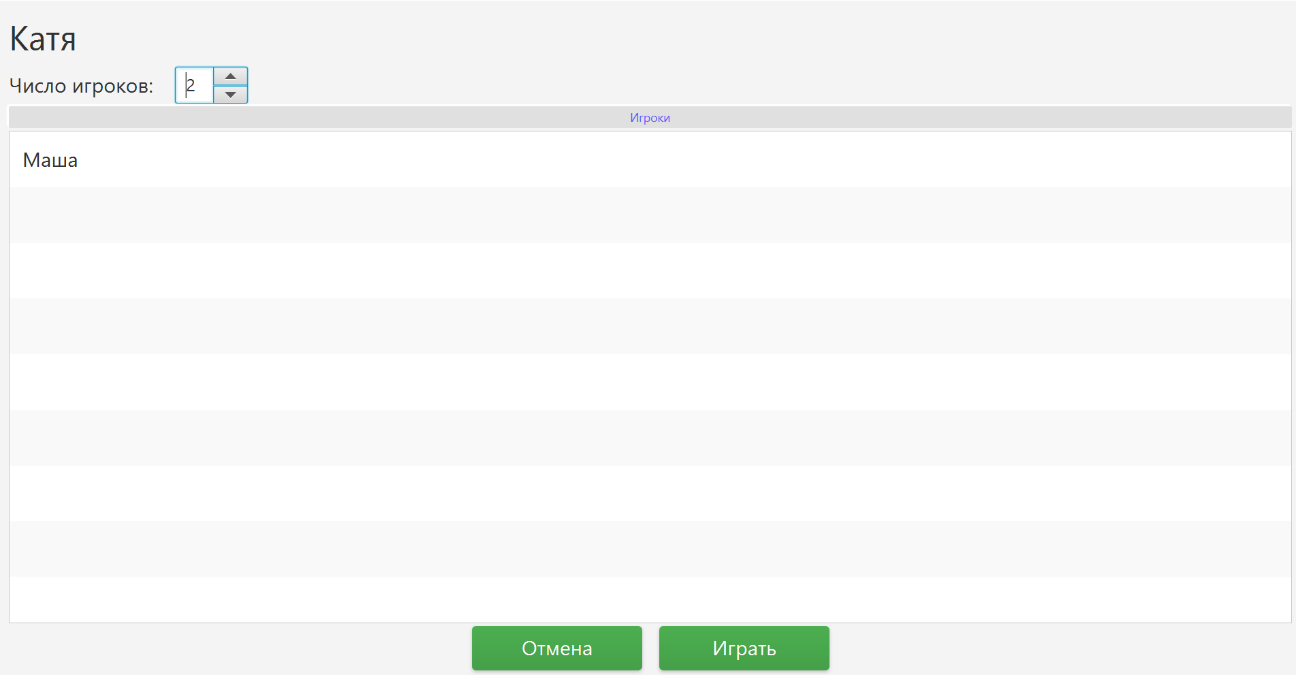 Катя
Число игроков: 2
Игроки
Маша
Отмена Играть